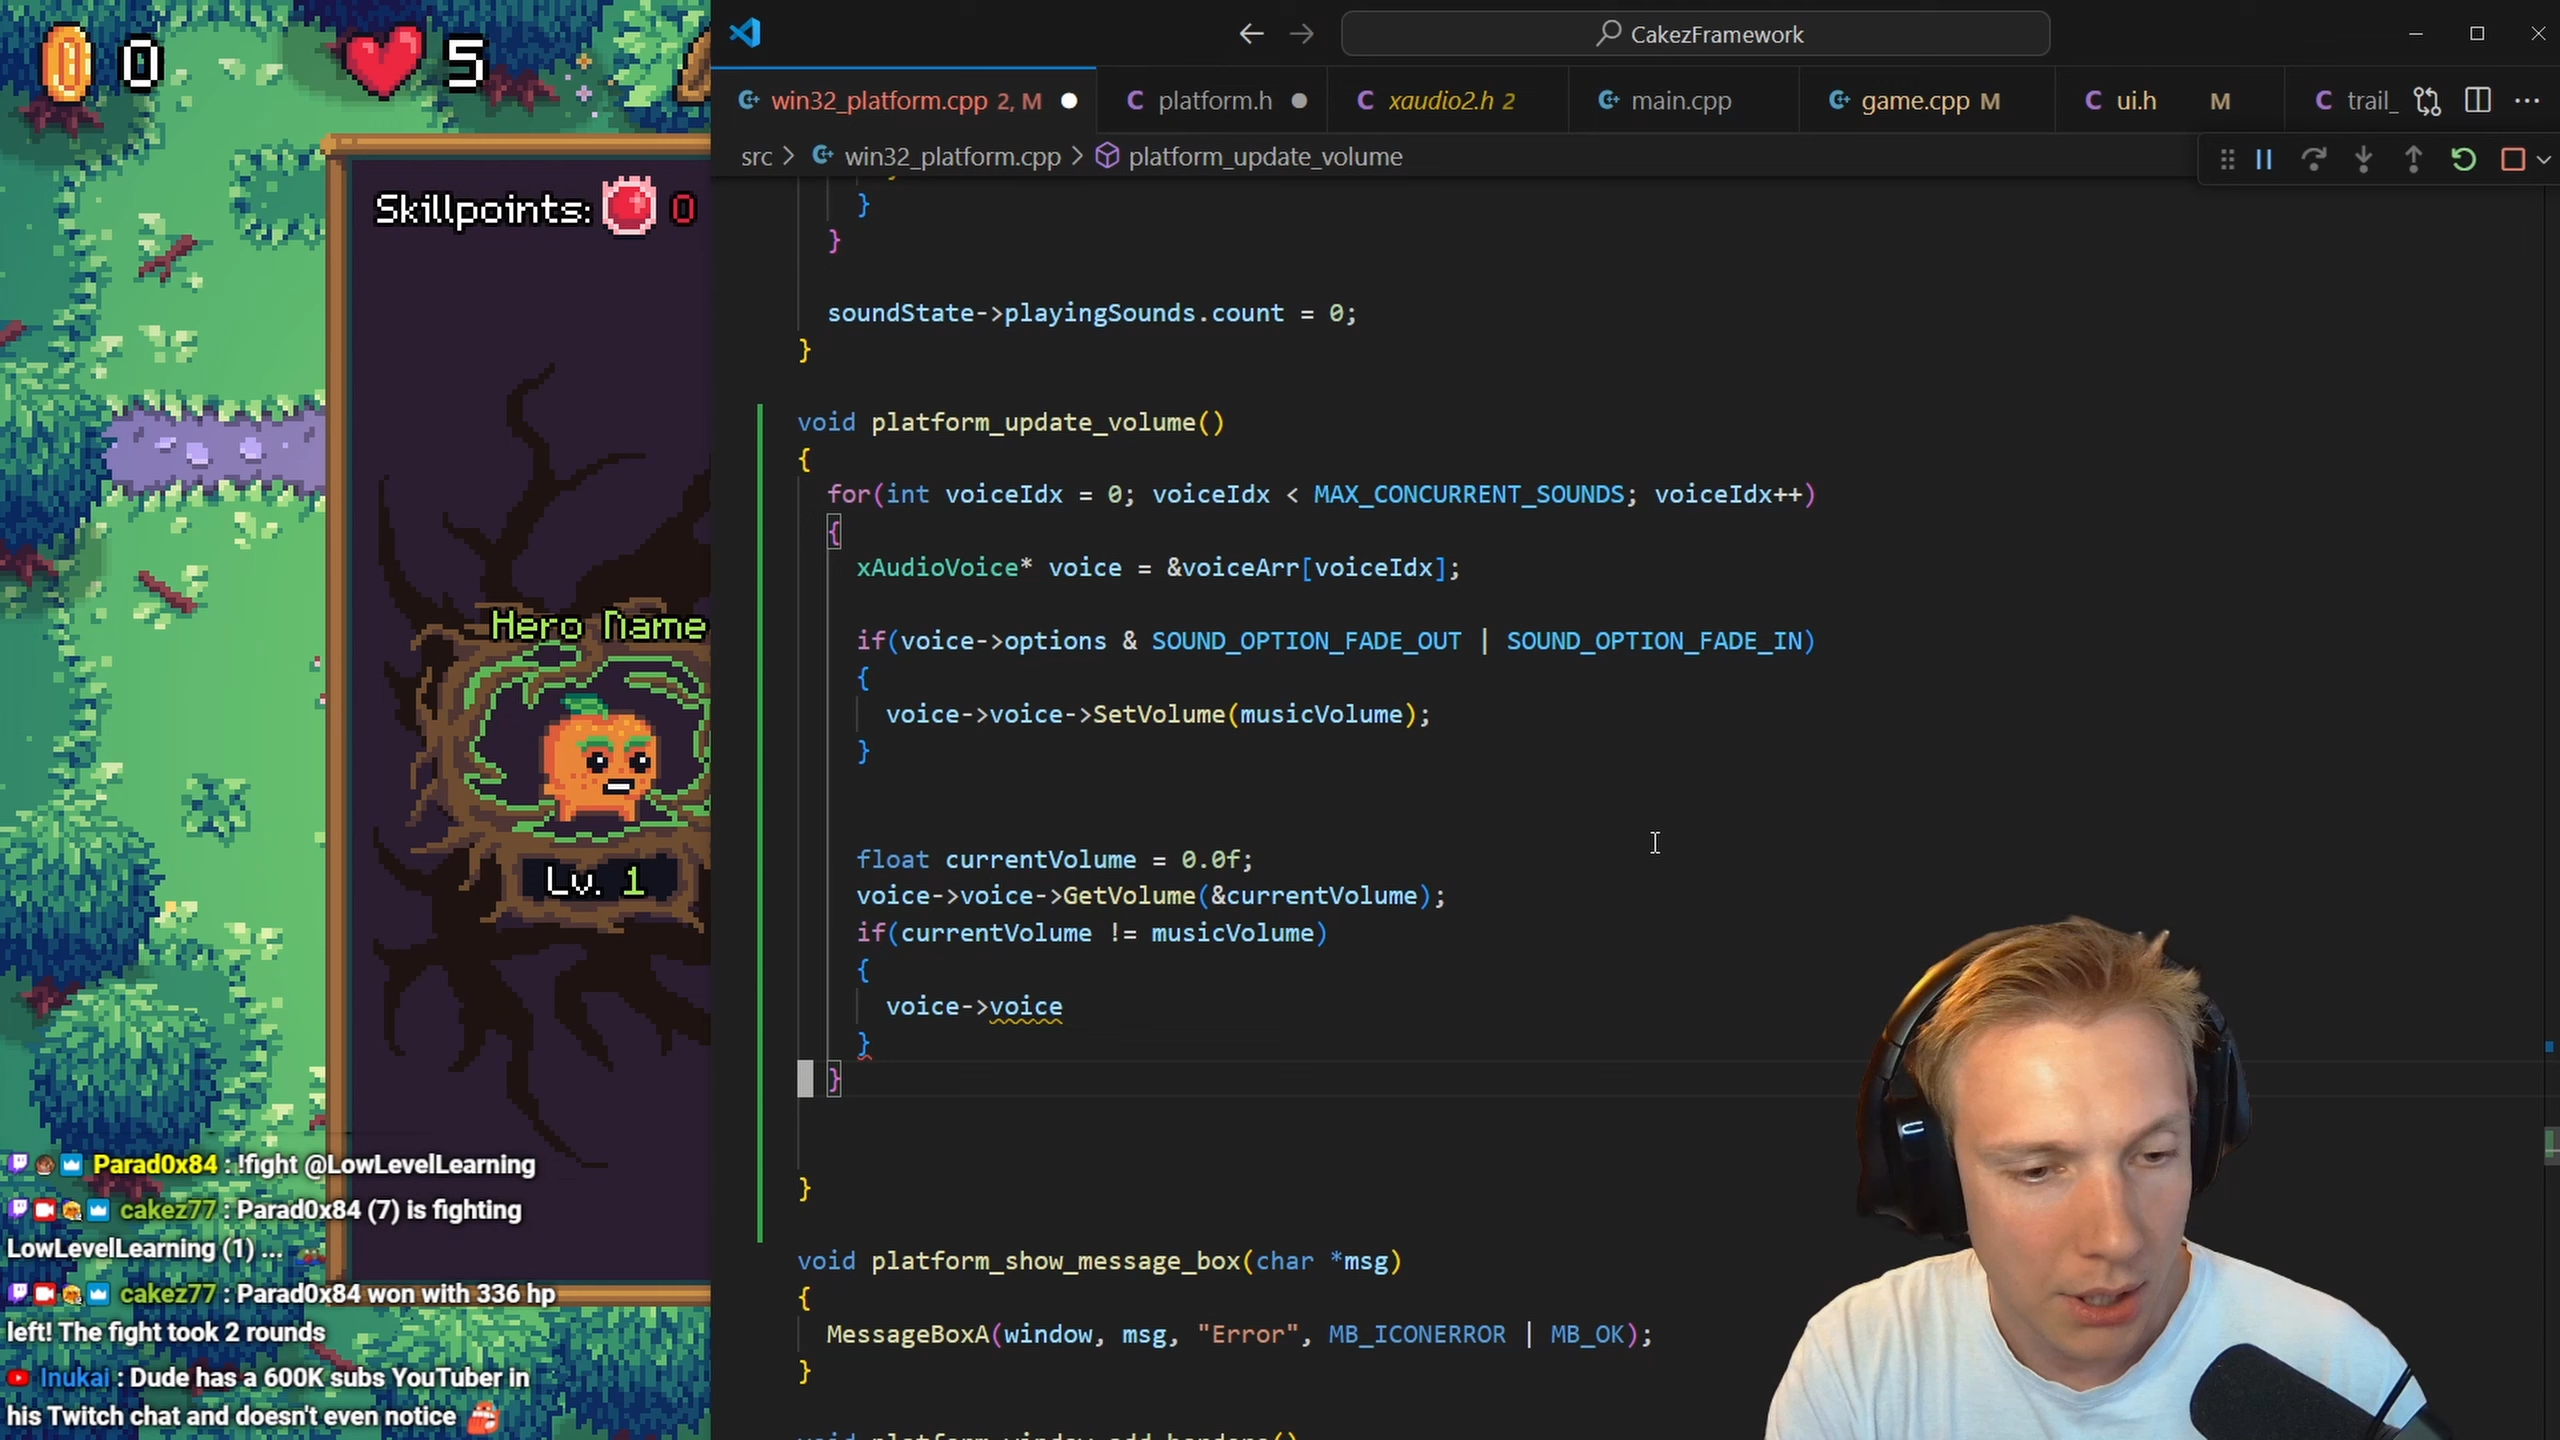 0
5
Skillpoints: 0
Hero Name
Lv. 1
Parad0x84 : !fight @LowLevelLearning
cakez77 : Parad0x84 (7) is fighting
LowLevelLearning (1) ...
cakez77 : Parad0x84 won with 336 hp
left! The fight took 2 rounds
Inukai : Dude has a 600K subs YouTuber in
his Twitch chat and doesn't even notice
CakezFramework
win32_platform.cpp 2, M
platform.h
xaudio2.h 2
main.cpp
game.cpp M
ui.h M
trail_
src > win32_platform.cpp > platform_update_volume
}
}
soundState->playingSounds.count = 0;
}
void platform_update_volume()
{
for(int voiceIdx = 0; voiceIdx < MAX_CONCURRENT_SOUNDS; voiceIdx++)
{
xAudioVoice* voice = &voiceArr[voiceIdx];
if(voice->options & SOUND_OPTION_FADE_OUT | SOUND_OPTION_FADE_IN)
{
voice->voice->SetVolume(musicVolume);
}
float currentVolume = 0.0f;
voice->voice->GetVolume(&currentVolume);
if(currentVolume != musicVolume)
{
voice->voice
}
}
}
void platform_show_message_box(char *msg)
{
MessageBoxA(window, msg, "Error", MB_ICONERROR | MB_OK);
}